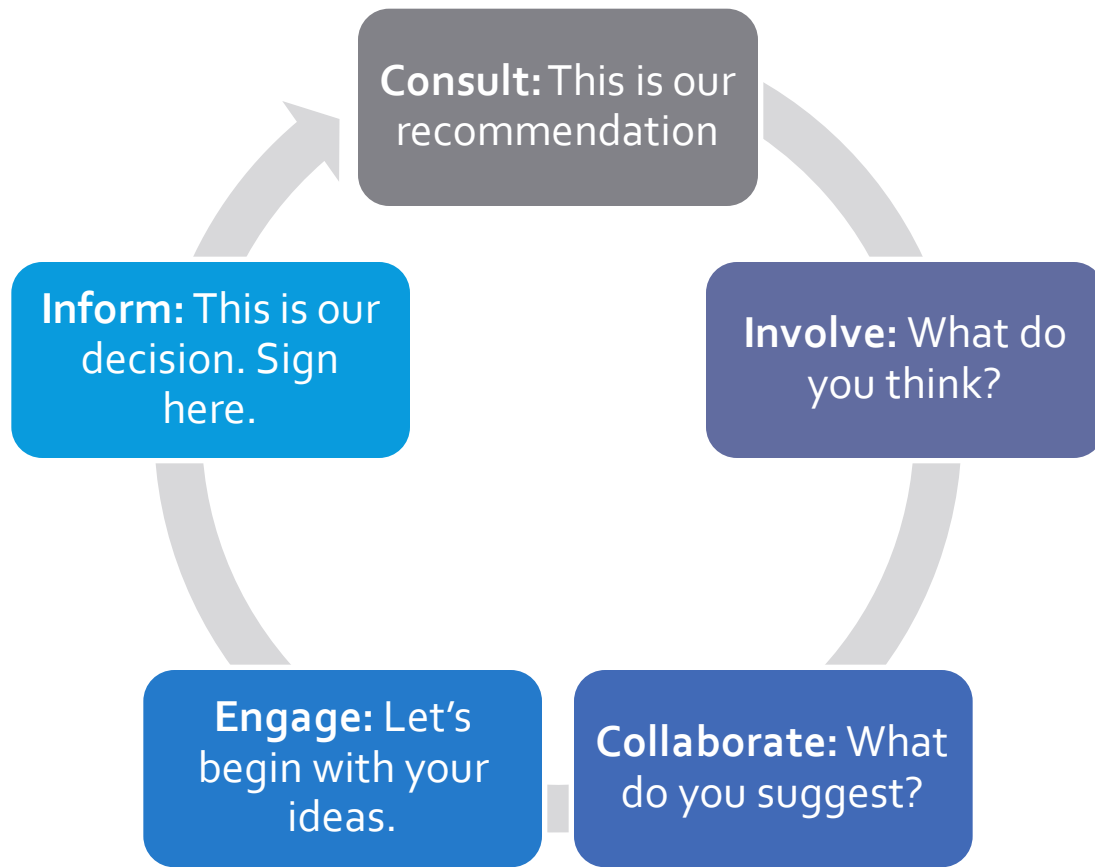 Consult: This is our
recommendation
Involve: What do
you think?
Collaborate: What
do you suggest?
Engage: Let’s
begin with your
ideas.
Inform: This is our
decision. Sign
here.